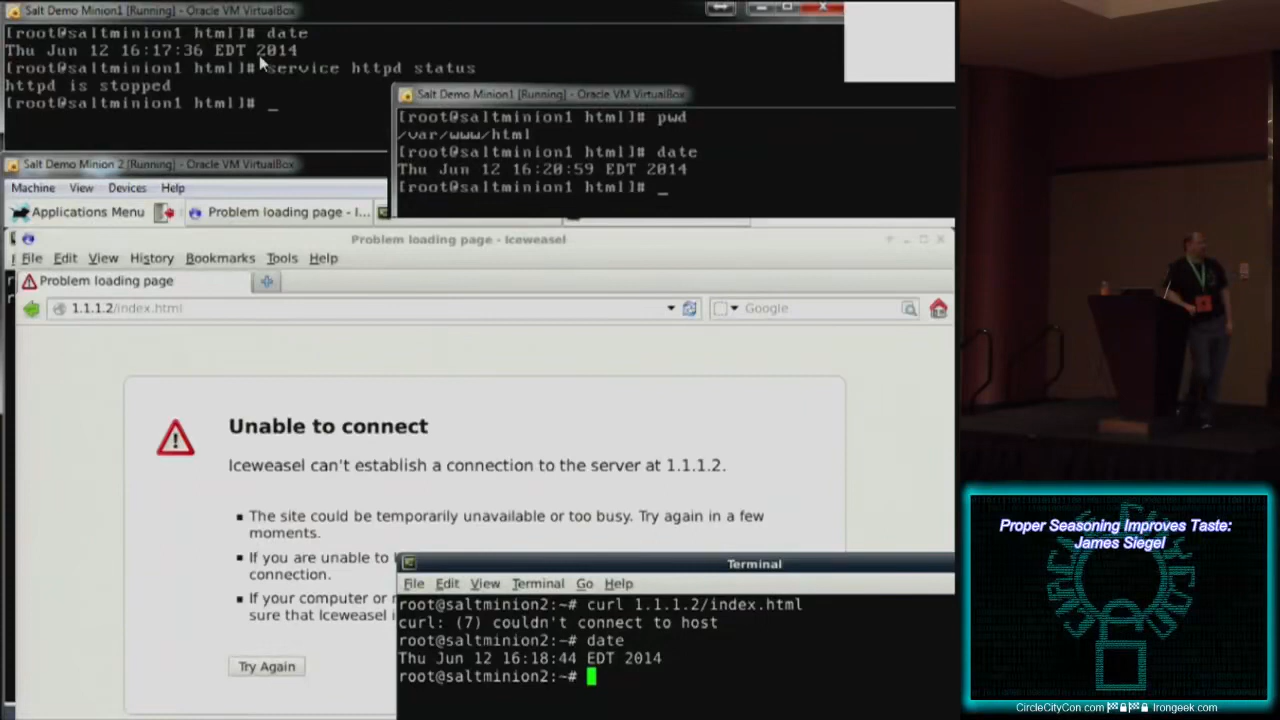 Salt Demo Minion1 [Running] - Oracle VM VirtualBox
[root@saltminion1 html]# date
Thu Jun 12 16:17:36 EDT 2014
[root@saltminion1 html]# service httpd status
httpd is stopped
[root@saltminion1 html]# _
Salt Demo Minion1 [Running] - Oracle VM VirtualBox
[root@saltminion1 html]# pwd
/var/www/html
[root@saltminion1 html]# date
Thu Jun 12 16:20:59 EDT 2014
[root@saltminion1 html]# _
Salt Demo Minion 2 [Running] - Oracle VM VirtualBox
Machine View Devices Help
Applications Menu Problem loading page - I...
Problem loading page - Iceweasel
File Edit View History Bookmarks Tools Help
Problem loading page
1.1.1.2/index.html Google
Unable to connect
Iceweasel can't establish a connection to the server at 1.1.1.2.
The site could be temporarily unavailable or too busy. Try again in a few
moments.
If you are unable to
connection.
If your computer or
sure that Iceweasel
Try Again
Terminal
File Edit Terminal Go Help
root@saltminion2:~# curl 1.1.1.2/index.html
couldn't connect to host
root@saltminion2:~# date
Thu Jun 12 16:18:44 EDT 2014
root@saltminion2:~#
Proper Seasoning Improves Taste:
James Siegel
CircleCityCon.com Irongeek.com